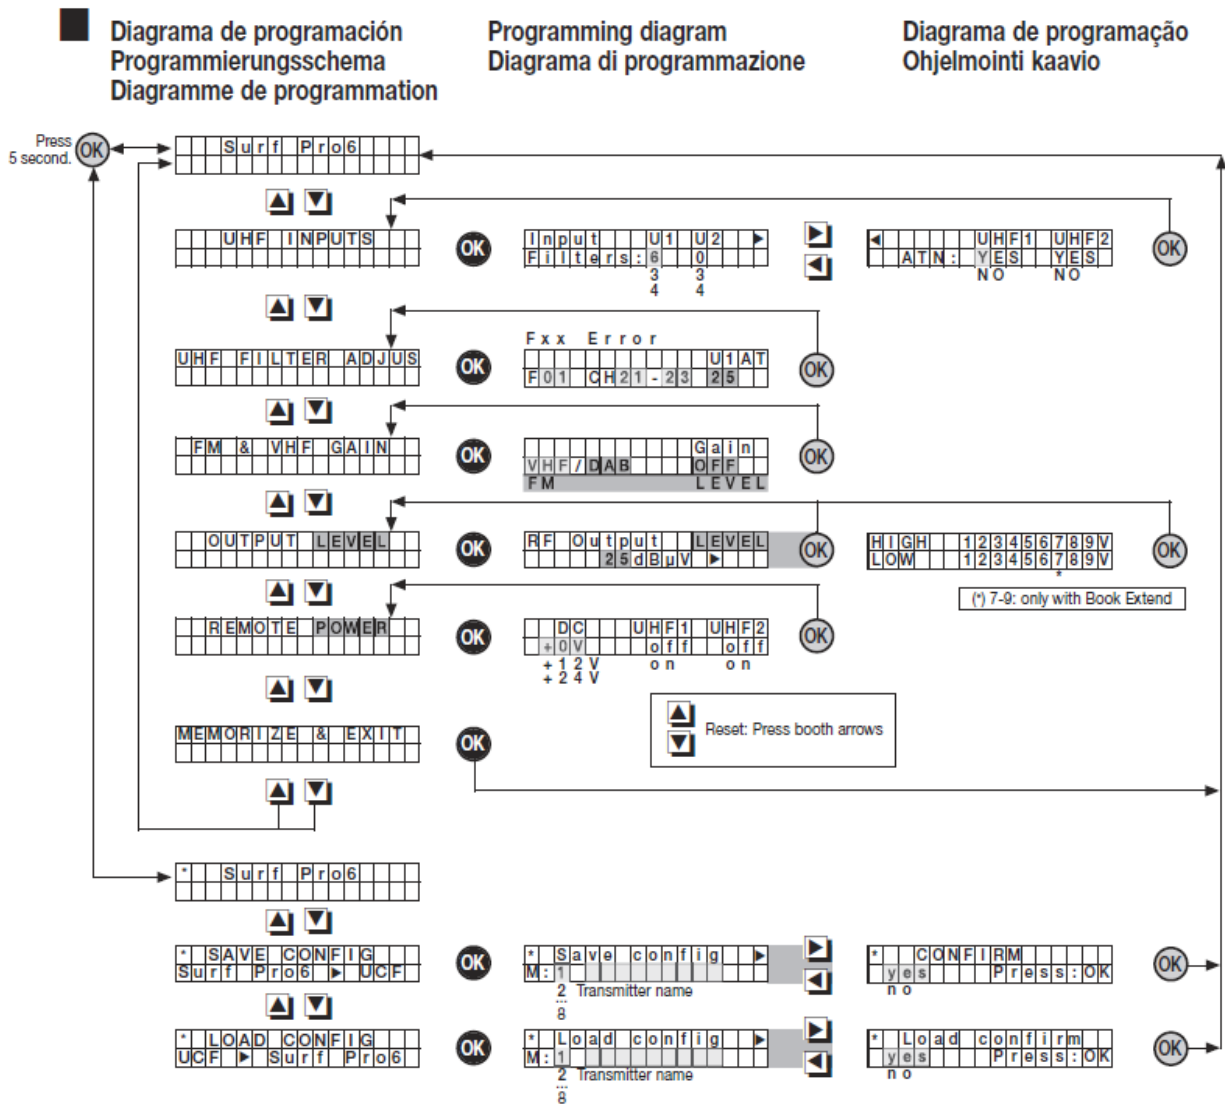 Diagrama de programación
Programmierungsschema
Diagramme de programmation
Programming diagram
Diagrama di programmazione
Diagrama de programação
Ohjelmointi kaavio
Press
5 second.
OK
Surf Pro6
UHF INPUTS
OK
Input U1 U2 ►
Filters: 6 0
3 3
4 4
◄ UHF1 UHF2
ATN: YES YES
NO NO
OK
UHF FILTER ADJUS
OK
Fxx Error
U1AT
F01 CH21-23 25
OK
FM & VHF GAIN
OK
Gain
VHF/DAB OFF
FM LEVEL
OK
OUTPUT LEVEL
OK
RF Output LEVEL
25dBµV ►
OK
HIGH 123456789V
LOW 123456789V
*
OK
(*) 7-9: only with Book Extend
REMOTE POWER
OK
DC UHF1 UHF2
+0V off off
+12V on on
+24V
OK
Reset: Press booth arrows
MEMORIZE & EXIT
OK
* Surf Pro6
* SAVE CONFIG
Surf Pro6 ► UCF
OK
* Save config ►
M:1
2 Transmitter name
...
8
* CONFIRM
yes Press:OK
no
OK
* LOAD CONFIG
UCF ► Surf Pro6
OK
* Load config ►
M:1
2 Transmitter name
...
8
* Load confirm
yes Press:OK
no
OK